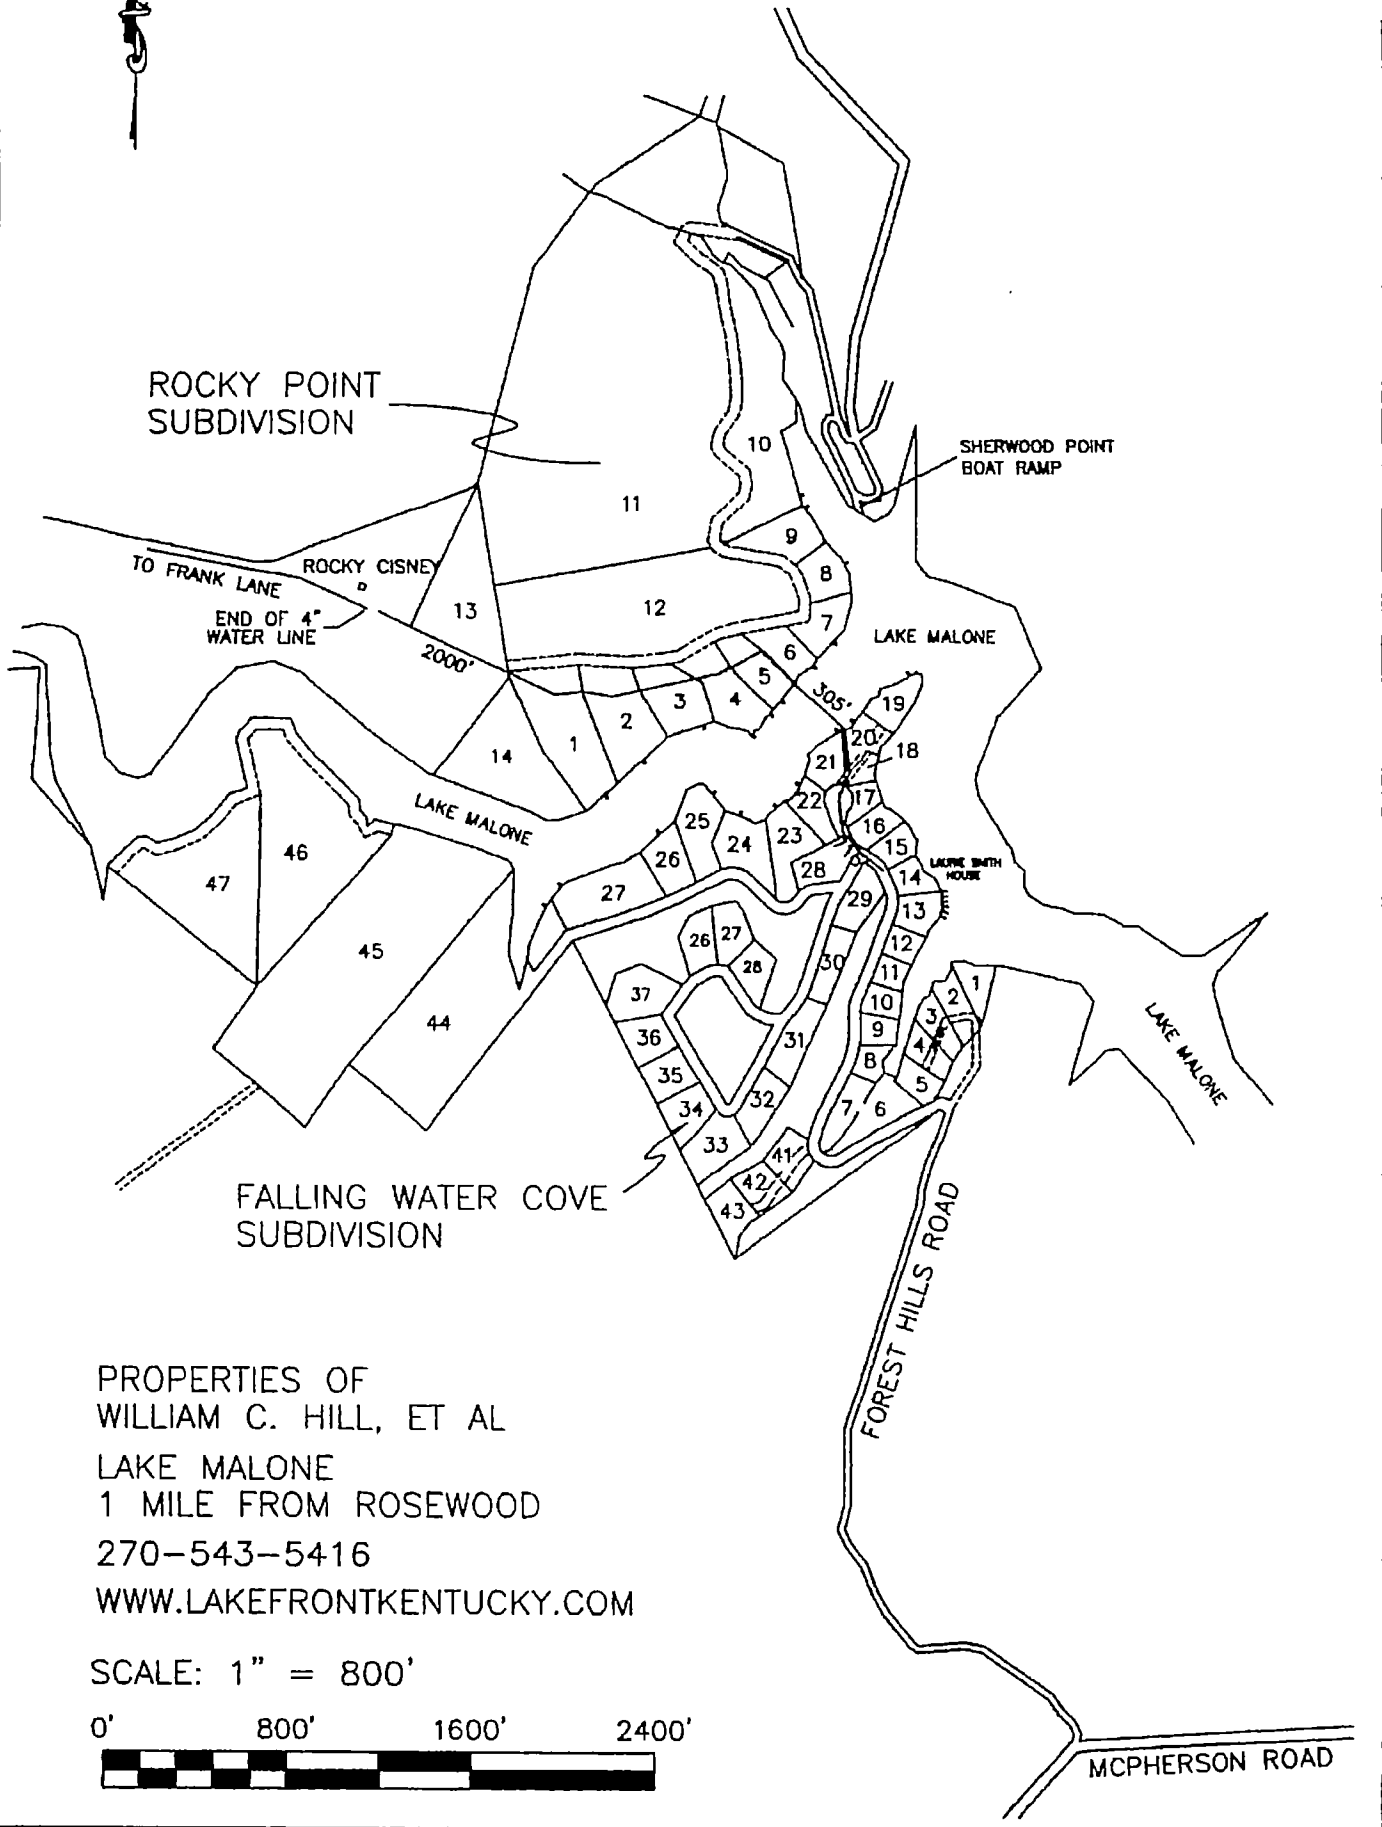 ROCKY POINT
SUBDIVISION
10
SHERWOOD POINT
BOAT RAMP
11
9
TO FRANK LANE
ROCKY CISNEY
8
END OF 4"
WATER LINE
13
12
7
LAKE MALONE
2000'
6
5
305'
19
14
1
2
3
4
20
18
21
LAKE MALONE
22
17
25
24
23
16
15
46
26
28
14
LAURIE SMITH
HOUSE
47
27
29
13
45
26
27
28
30
12
11
37
10
2
1
44
36
31
9
3
4
LAKE MALONE
35
8
5
34
32
7
6
33
41
42
43
FALLING WATER COVE
SUBDIVISION
FOREST HILLS ROAD
PROPERTIES OF
WILLIAM C. HILL, ET AL
LAKE MALONE
1 MILE FROM ROSEWOOD
270-543-5416
WWW.LAKEFRONTKENTUCKY.COM
SCALE: 1" = 800'
0' 800' 1600' 2400'
MCPHERSON ROAD